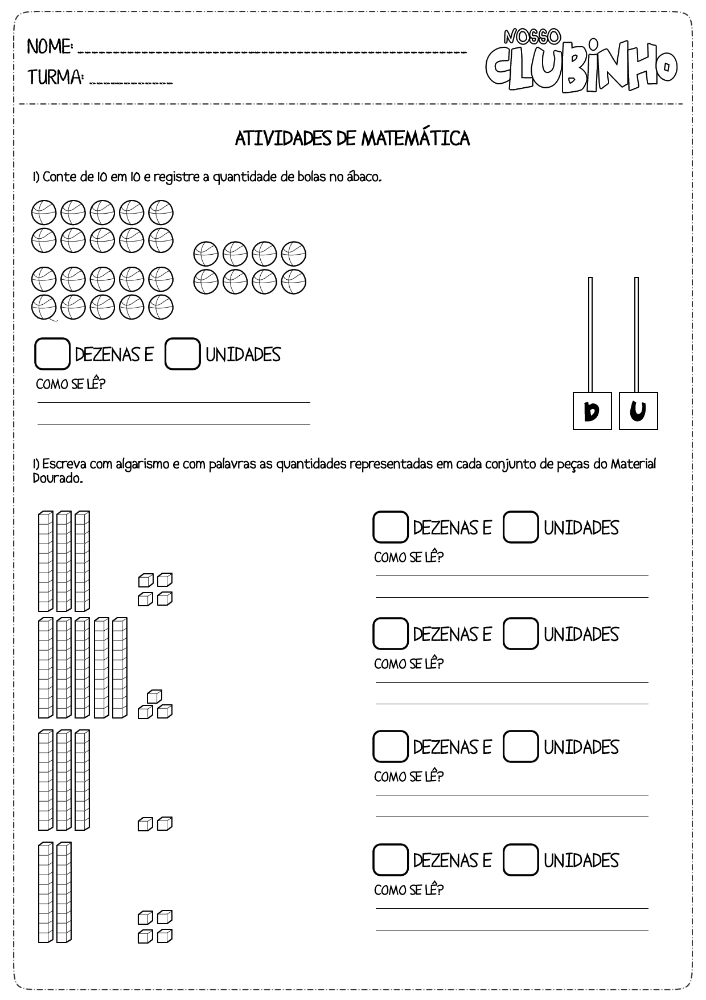 NOME: ______________________________________________________
NOSSO
CLUBINHO
TURMA: ____________
ATIVIDADES DE MATEMÁTICA
1) Conte de 10 em 10 e registre a quantidade de bolas no ábaco.
DEZENAS E UNIDADES
COMO SE LÊ?
D U
1) Escreva com algarismo e com palavras as quantidades representadas em cada conjunto de peças do Material
Dourado.
DEZENAS E UNIDADES
COMO SE LÊ?
DEZENAS E UNIDADES
COMO SE LÊ?
DEZENAS E UNIDADES
COMO SE LÊ?
DEZENAS E UNIDADES
COMO SE LÊ?